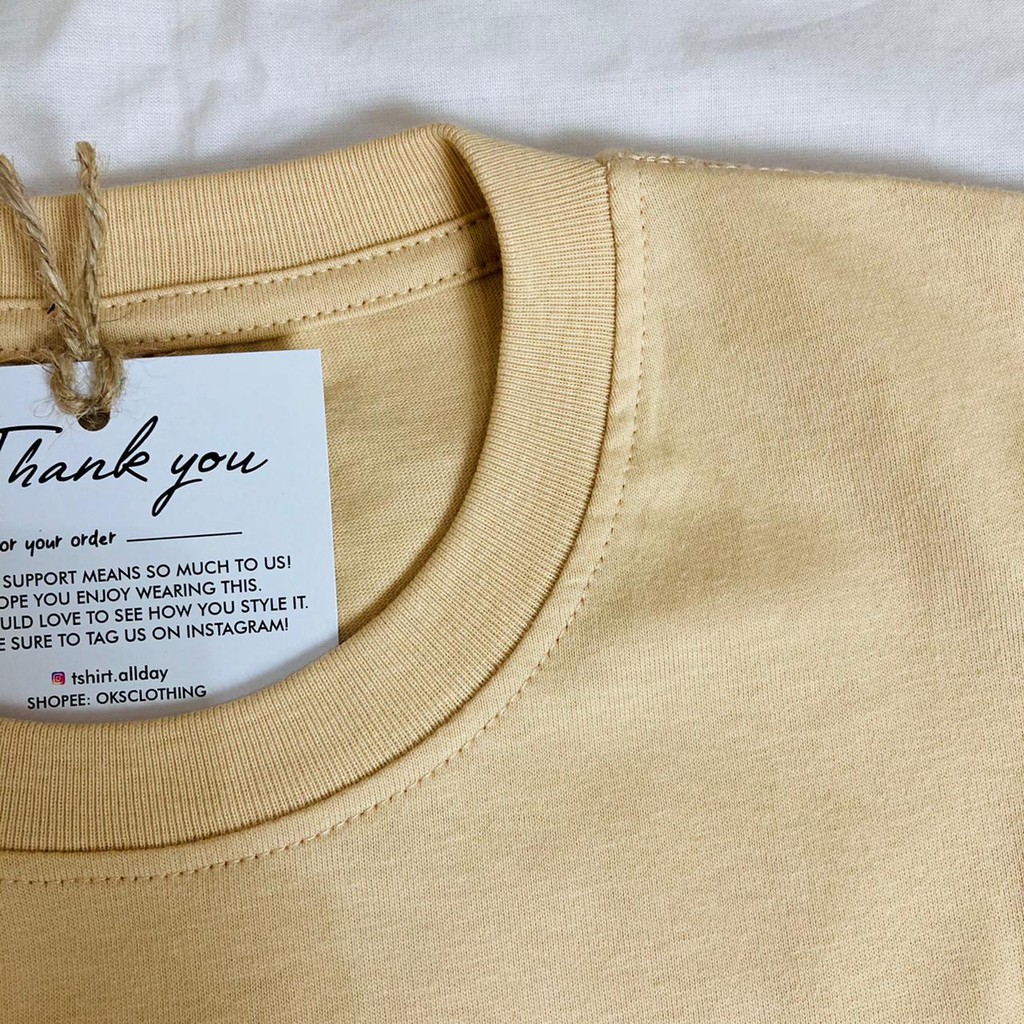 Thank you
or your order
SUPPORT MEANS SO MUCH TO US!
OPE YOU ENJOY WEARING THIS.
ULD LOVE TO SEE HOW YOU STYLE IT.
E SURE TO TAG US ON INSTAGRAM!
tshirt.allday
SHOPEE: OKSCLOTHING